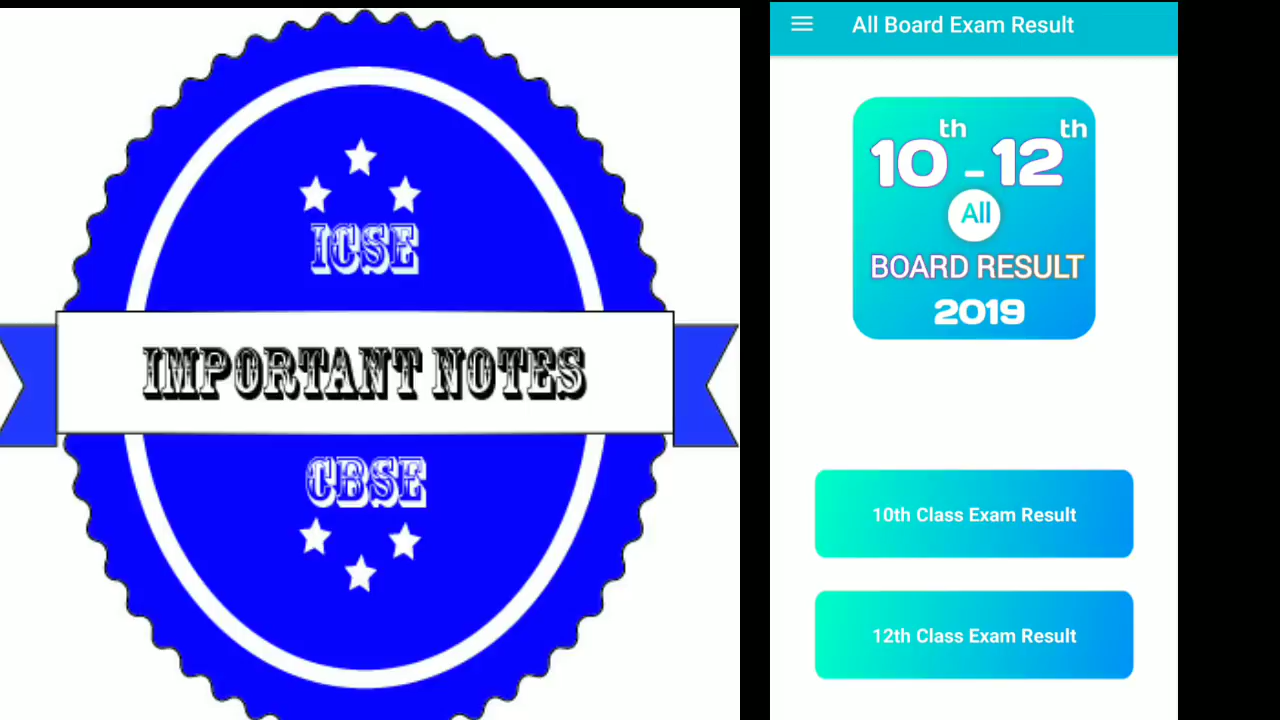 ICSE
IMPORTANT NOTES
CBSE
All Board Exam Result
10th - 12th
All
BOARD RESULT
2019
10th Class Exam Result
12th Class Exam Result